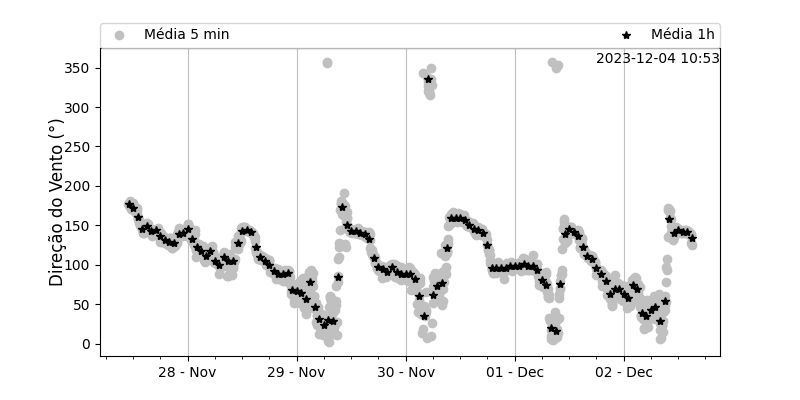 Média 5 min
Média 1h
2023-12-04 10:53
Direção do Vento (°)
350
300
250
200
150
100
50
0
28 - Nov
29 - Nov
30 - Nov
01 - Dec
02 - Dec